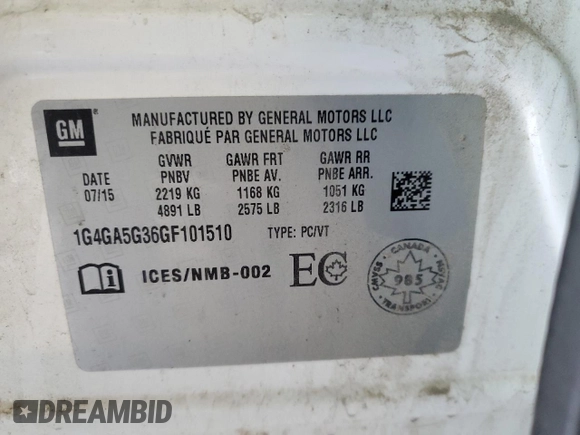 GM
MANUFACTURED BY GENERAL MOTORS LLC
FABRIQUÉ PAR GENERAL MOTORS LLC
GVWR GAWR FRT GAWR RR
DATE PNBV PNBE AV. PNBE ARR.
07/15 2219 KG 1168 KG 1051 KG
4891 LB 2575 LB 2316 LB
1G4GA5G36GF101510 TYPE: PC/VT
ICES/NMB-002 EC
CANADA
985
TRANSPORT
DREAMBID